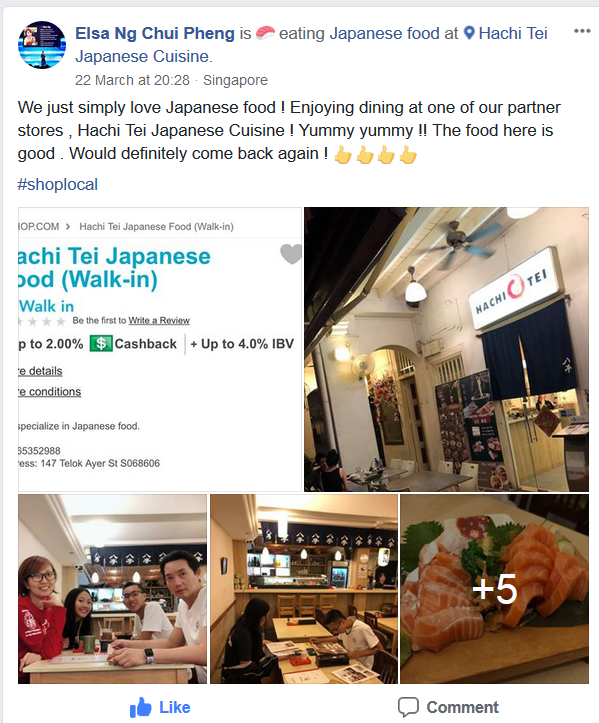 Elsa Ng Chui Pheng is 🍣 eating Japanese food at Hachi Tei
Japanese Cuisine.
22 March at 20:28 · Singapore
We just simply love Japanese food ! Enjoying dining at one of our partner
stores , Hachi Tei Japanese Cuisine ! Yummy yummy !! The food here is
good . Would definitely come back again ! 👍👍👍👍
#shoplocal
HOP.COM > Hachi Tei Japanese Food (Walk-in)
achi Tei Japanese
ood (Walk-in)
Walk in
Be the first to Write a Review
p to 2.00% $ Cashback + Up to 4.0% IBV
re details
re conditions
specialize in Japanese food.
65352988
ress: 147 Telok Ayer St S068606
HACHI TEI
八亭
+5
Like Comment